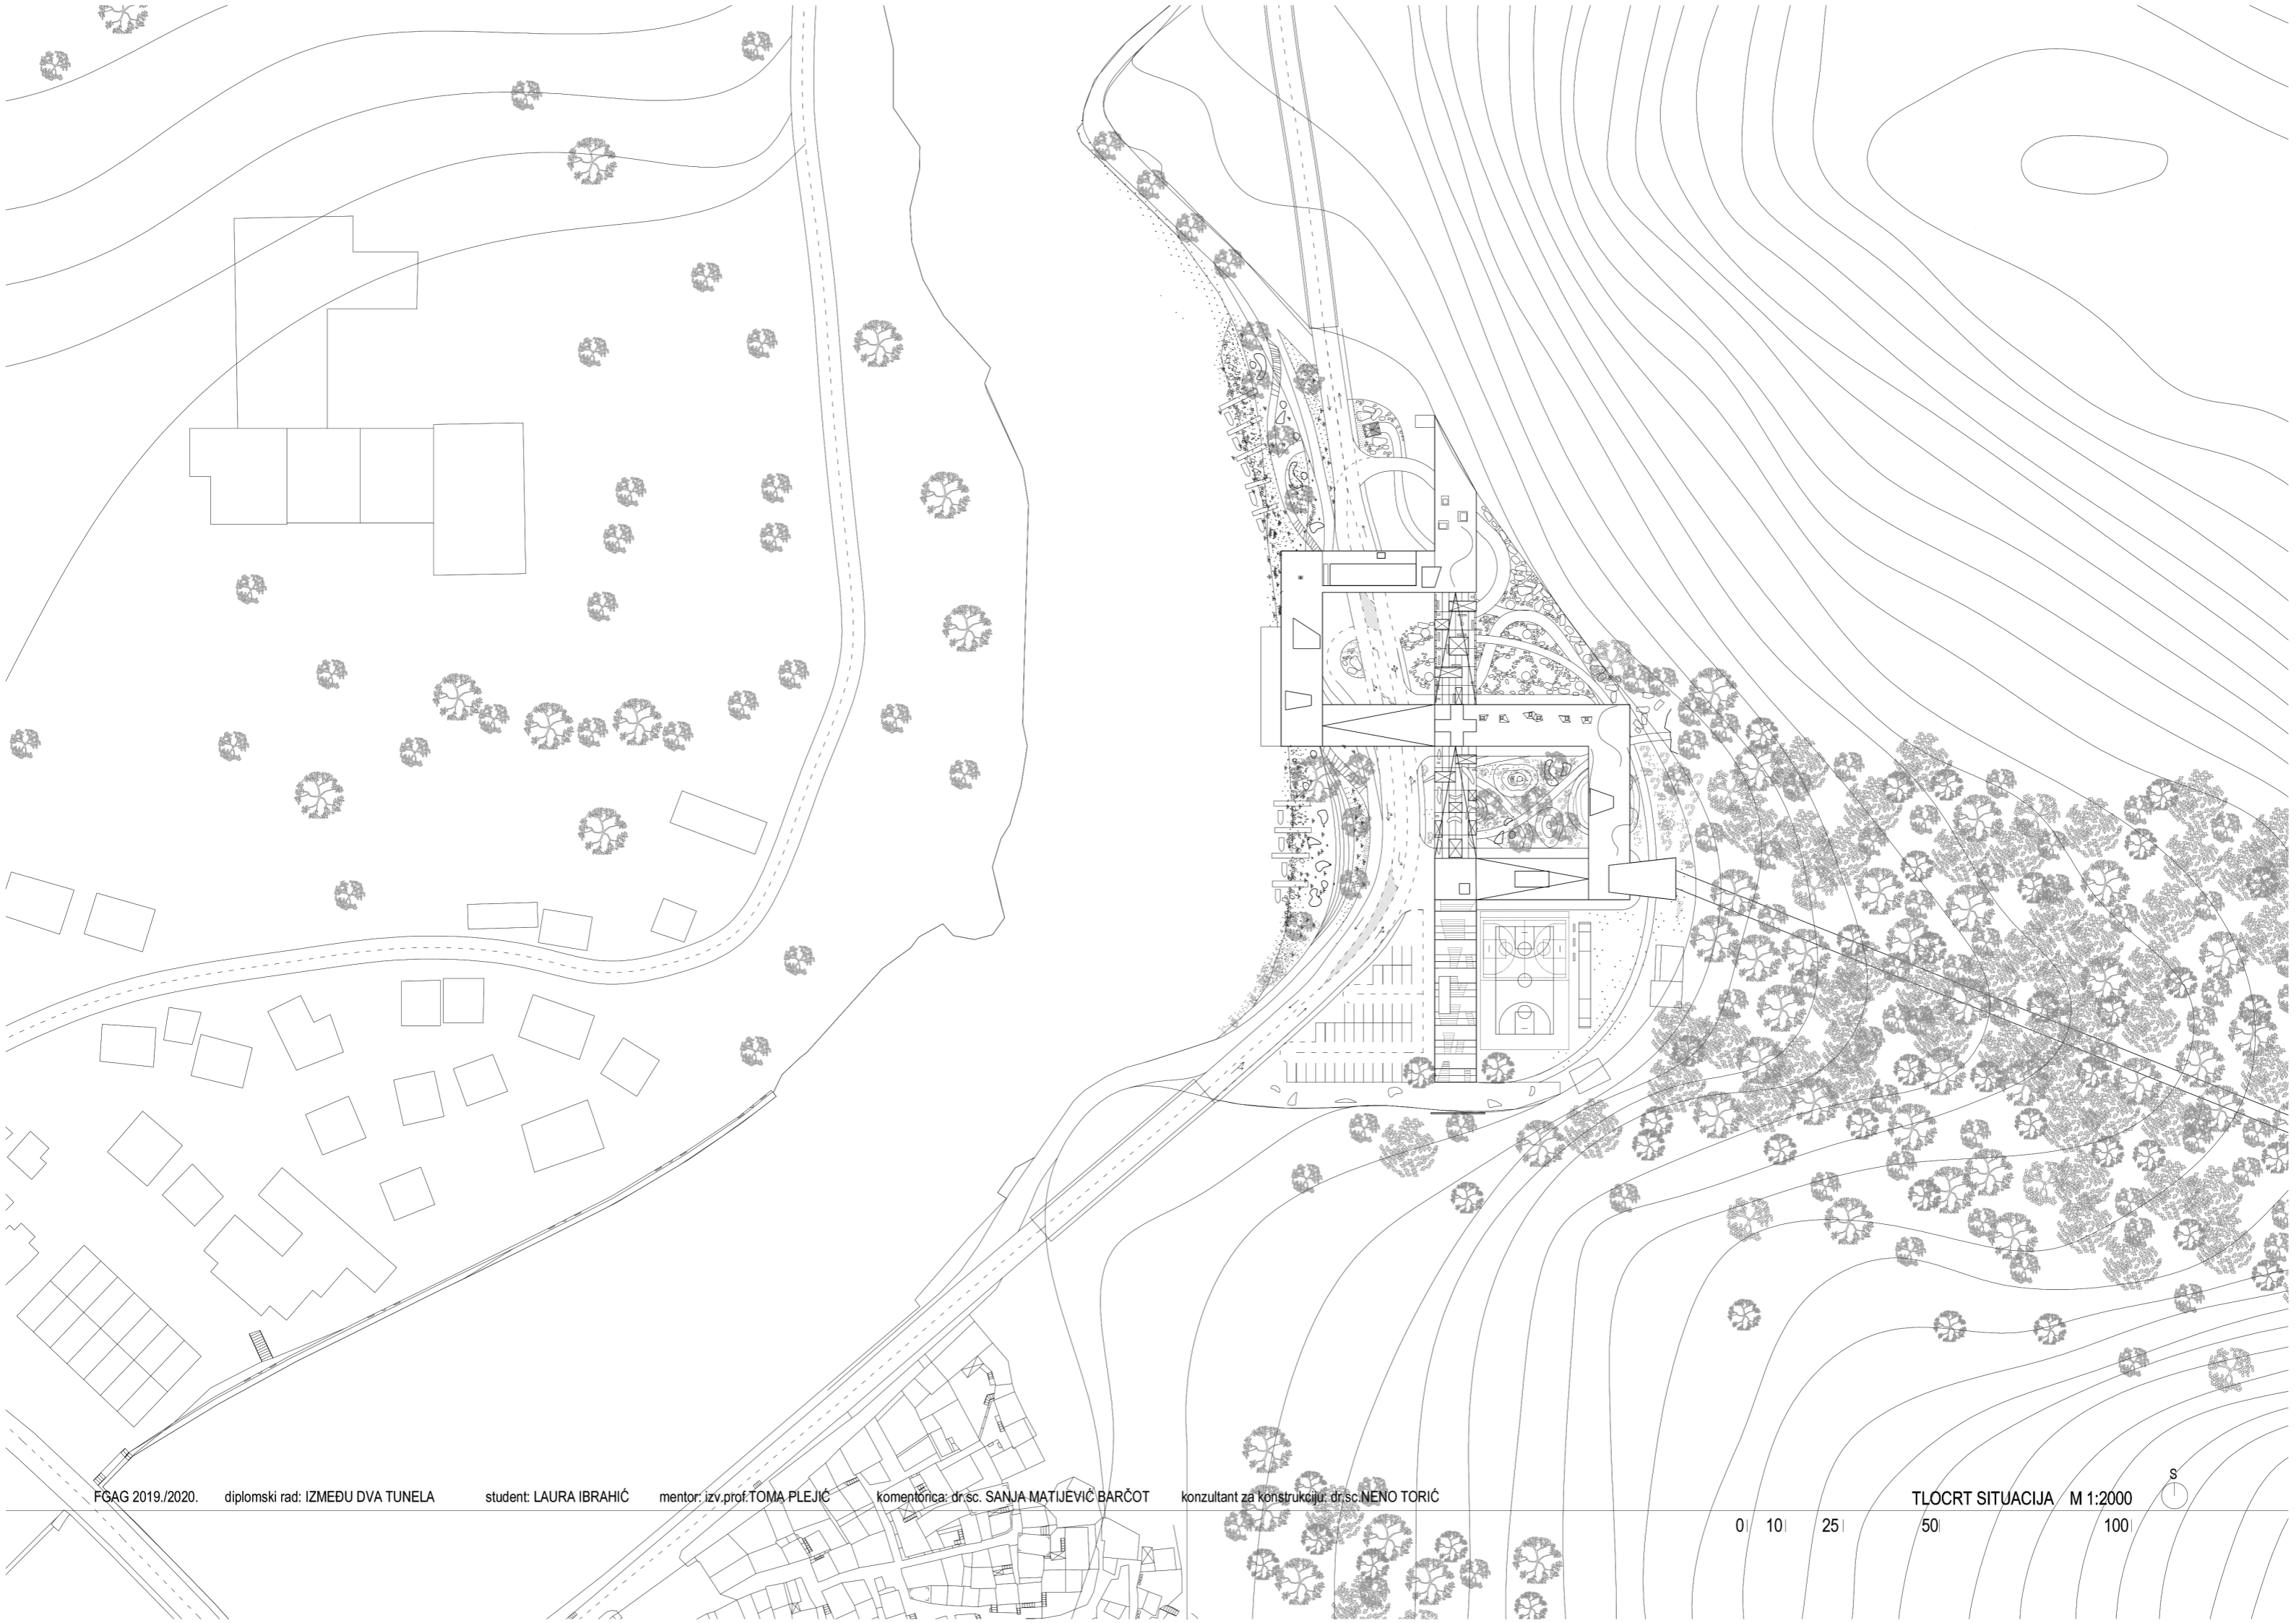 S
FGAG 2019./2020. diplomski rad: IZMEĐU DVA TUNELA student: LAURA IBRAHIĆ mentor: izv.prof.TOMA PLEJIĆ komentorica: dr.sc. SANJA MATIJEVIĆ BARČOT konzultant za konstrukciju: dr.sc.NENO TORIĆ TLOCRT SITUACIJA M 1:2000
0 10 25 50 100